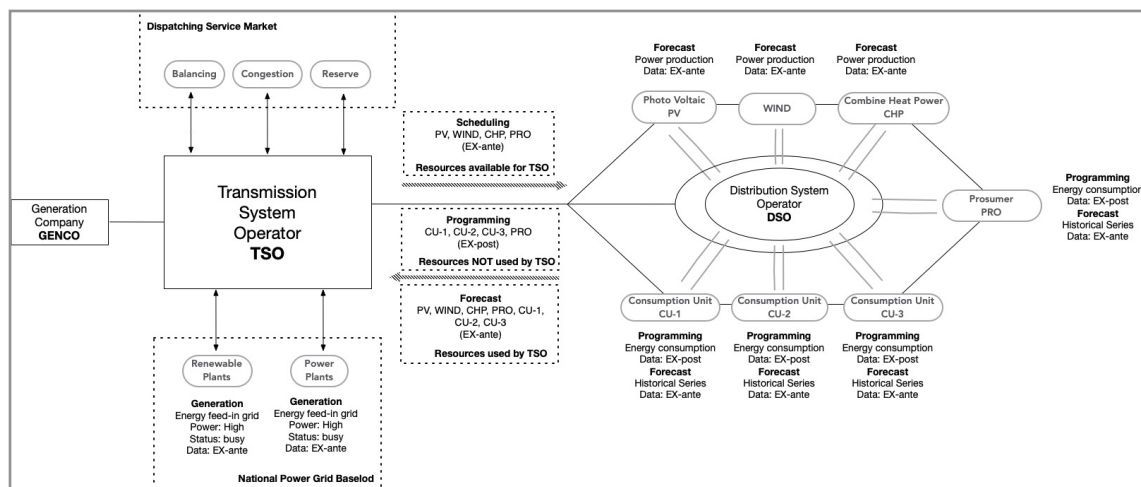 Dispatching Service Market
Balancing
Congestion
Reserve
Generation
Company
GENCO
Transmission
System
Operator
TSO
Renewable
Plants
Power
Plants
Generation
Energy feed-in grid
Power: High
Status: busy
Data: EX-ante
Generation
Energy feed-in grid
Power: High
Status: busy
Data: EX-ante
National Power Grid Baselod
Scheduling
PV, WIND, CHP, PRO
(EX-ante)
Resources available for TSO
Programming
CU-1, CU-2, CU-3, PRO
(EX-post)
Resources NOT used by TSO
Forecast
PV, WIND, CHP, PRO, CU-1,
CU-2, CU-3
(EX-ante)
Resources used by TSO
Forecast
Power production
Data: EX-ante
Forecast
Power production
Data: EX-ante
Forecast
Power production
Data: EX-ante
Photo Voltaic
PV
WIND
Combine Heat Power
CHP
Distribution System
Operator
DSO
Prosumer
PRO
Programming
Energy consumption
Data: EX-post
Forecast
Historical Series
Data: EX-ante
Consumption Unit
CU-1
Consumption Unit
CU-2
Consumption Unit
CU-3
Programming
Energy consumption
Data: EX-post
Forecast
Historical Series
Data: EX-ante
Programming
Energy consumption
Data: EX-post
Forecast
Historical Series
Data: EX-ante
Programming
Energy consumption
Data: EX-post
Forecast
Historical Series
Data: EX-ante